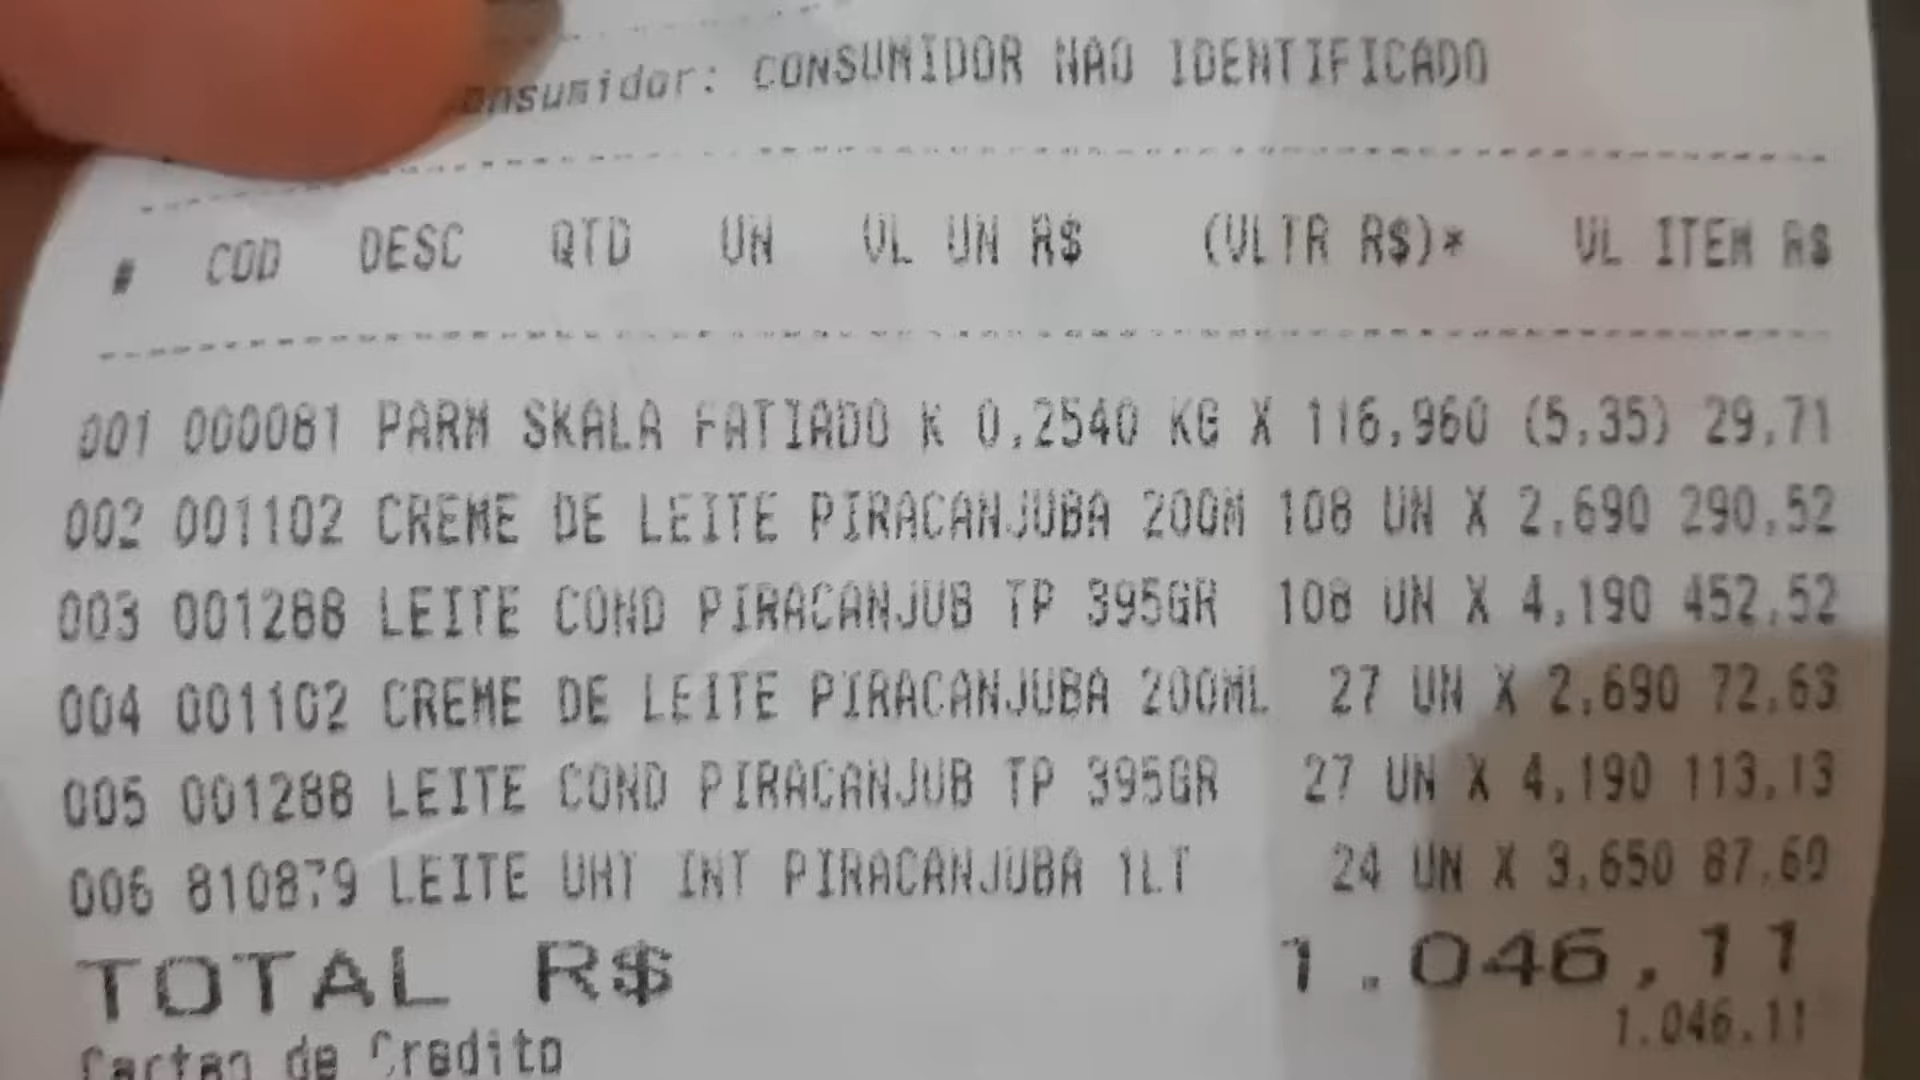 onsumidor: CONSUMIDOR NAO IDENTIFICADO
# COD DESC QTD UN VL UN R$ (VLTR R$)* VL ITEM R$
001 000081 PARM SKALA FATIADO K 0,2540 KG X 116,960 (5,35) 29,71
002 001102 CREME DE LEITE PIRACANJUBA 200M 108 UN X 2,690 290,52
003 001288 LEITE COND PIRACANJUB TP 395GR 108 UN X 4,190 452,52
004 001102 CREME DE LEITE PIRACANJUBA 200ML 27 UN X 2,690 72,63
005 001288 LEITE COND PIRACANJUB TP 395GR 27 UN X 4,190 113,13
006 810879 LEITE UHT INT PIRACANJUBA 1LT 24 UN X 3,650 87,60
TOTAL R$ 1.046,11
Cartao de Credito 1.046,11